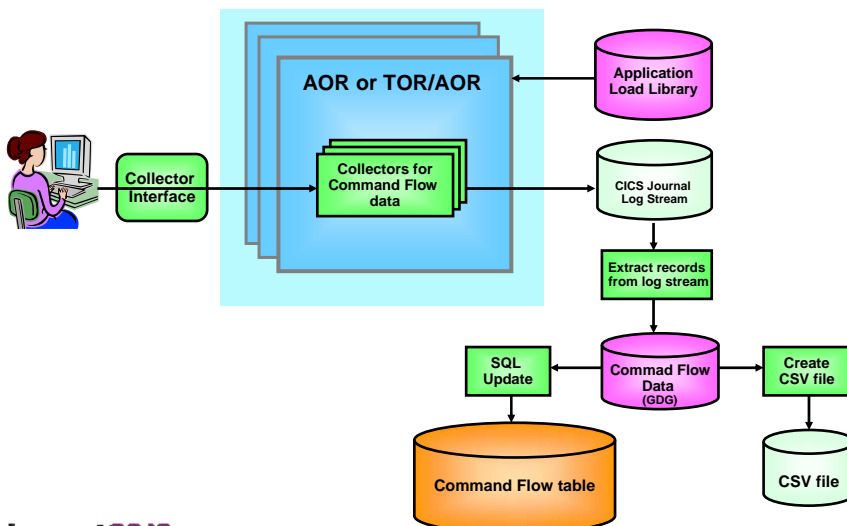 AOR or TOR/AOR
Application
Load Library
Collector
Interface
Collectors for
Command Flow
data
CICS Journal
Log Stream
Extract records
from log stream
SQL
Update
Commad Flow
Data
(GDG)
Create
CSV file
Command Flow table
CSV file